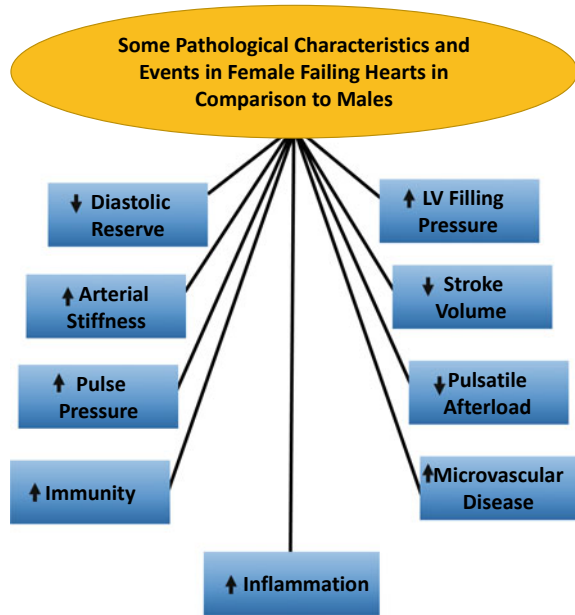 Some Pathological Characteristics and
Events in Female Failing Hearts in
Comparison to Males
↓ Diastolic
Reserve
↑ Arterial
Stiffness
↑ Pulse
Pressure
↑ Immunity
↑ Inflammation
↑ LV Filling
Pressure
↓ Stroke
Volume
↓ Pulsatile
Afterload
↑ Microvascular
Disease